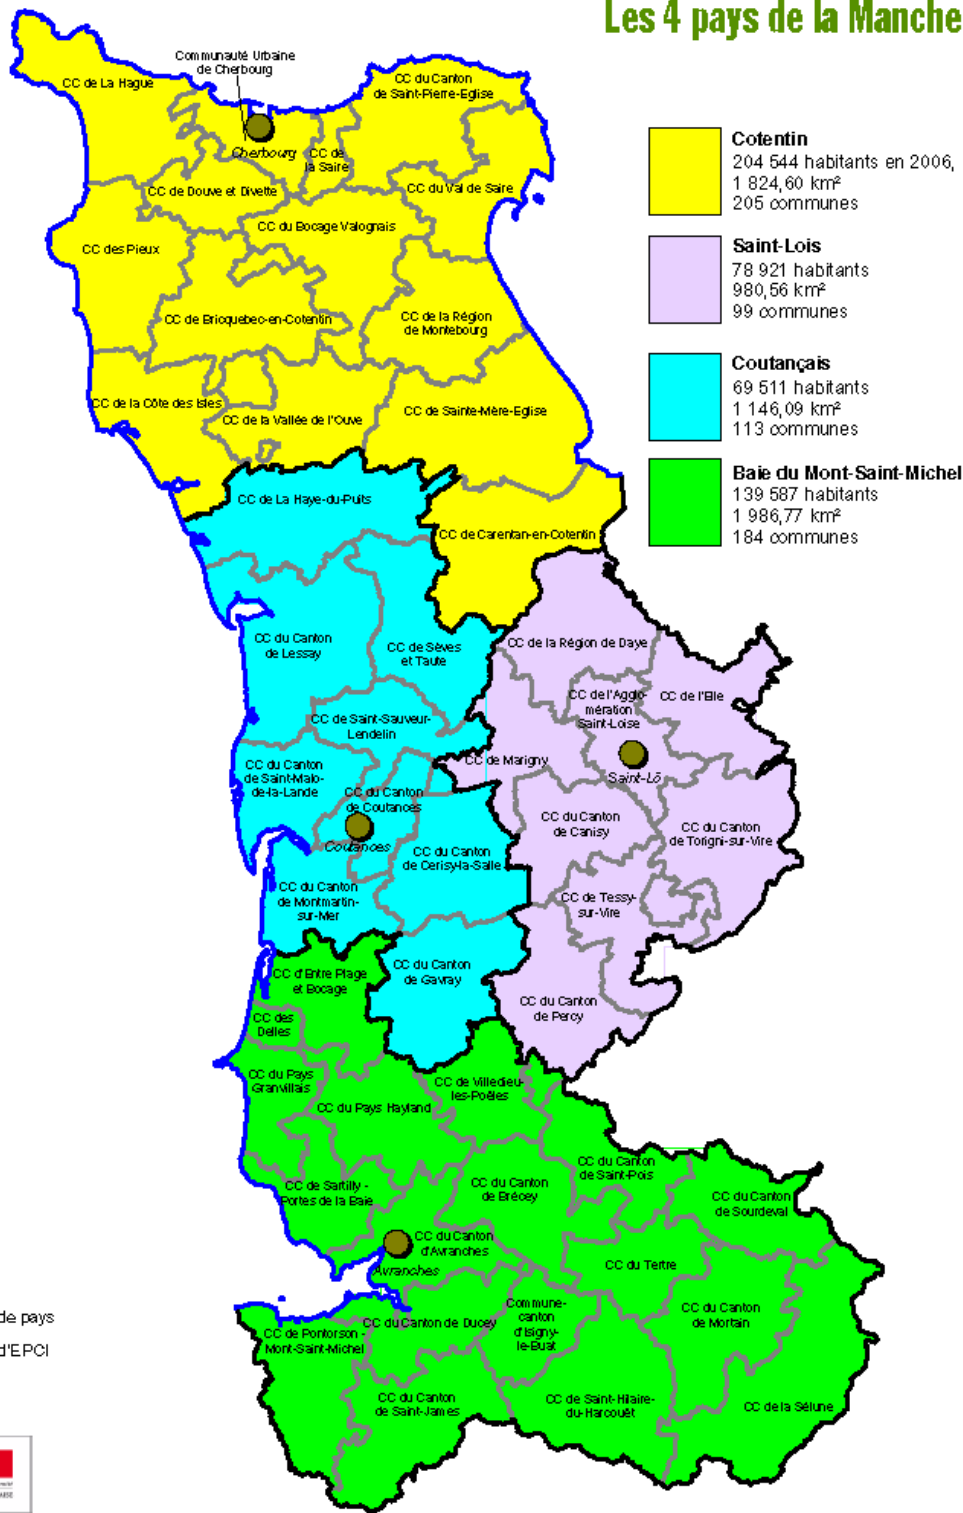 Les 4 pays de la Manche
Communauté Urbaine
de Cherbourg
CC de La Hague
CC du Canton
de Saint-Pierre-Eglise
Cherbourg
CC de
la Saire
CC de Douve et Divette
CC du Val de Saire
CC du Bocage Valognais
CC des Pieux
CC de Bricquebec-en-Cotentin
CC de la Région
de Montebourg
CC de la Côte des Isles
CC de la Vallée de l'Ouve
CC de Sainte-Mère-Eglise
CC de La Haye-du-Puits
CC de Carentan-en-Cotentin
Cotentin
204 544 habitants en 2006,
1 824,60 km²
205 communes
Saint-Lois
78 921 habitants
980,56 km²
99 communes
Coutançais
69 511 habitants
1 146,09 km²
113 communes
Baie du Mont-Saint-Michel
139 587 habitants
1 986,77 km²
184 communes
CC du Canton
de Lessay
CC de Sèves
et Taute
CC de la Région de Daye
CC de l'Agglo-
mération
Saint-Loise
CC de l'Elle
CC de Saint-Sauveur-
Lendelin
CC de Marigny
Saint-Lô
CC du Canton
de Saint-Malo-
de-la-Lande
CC du Canton
de Coutances
Coutances
CC du Canton
de Canisy
CC du Canton
de Torigni-sur-Vire
CC du Canton
de Cerisy-la-Salle
CC du Canton
de Montmartin-
sur-Mer
CC de Tessy-
sur-Vire
CC du Canton
de Gavray
CC d'Entre Plage
et Bocage
CC du Canton
de Percy
CC des
Delles
CC du Pays
Granvillais
CC de Villedieu-
les-Poêles
CC du Pays Hayland
CC du Canton
de Saint-Pois
CC de Sartilly -
Portes de la Baie
CC du Canton
de Brécey
CC du Canton
de Sourdeval
CC du Canton
d'Avranches
Avranches
CC du Tertre
CC de Pontorson -
Mont-Saint-Michel
CC du Canton de Ducey
Commune-
canton
d'Isigny-
le-Buat
CC du Canton
de Mortain
CC du Canton
de Saint-James
CC de Saint-Hilaire-
du-Harcouët
CC de la Sélune
de pays
d'EPCI